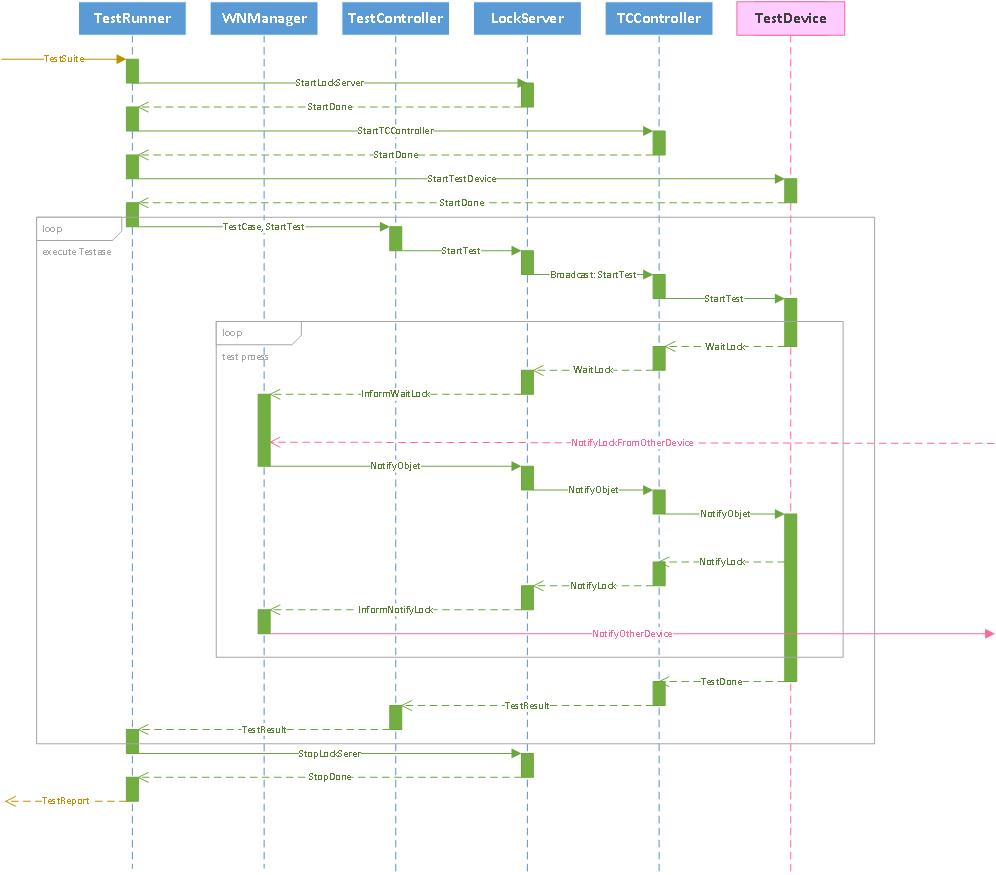 TestRunner
WNManager
TestController
LockServer
TCController
TestDevice
TestSuite
StartLockServer
StartDone
StartTCController
StartDone
StartTestDevice
StartDone
loop
TestCase, StartTest
execute Testase
StartTest
Broadcast: StartTest
StartTest
loop
WaitLock
test proess
WaitLock
InformWaitLock
NotifyLockFromOtherDevice
NotifyObjet
NotifyObjet
NotifyObjet
NotifyLock
NotifyLock
InformNotifyLock
NotifyOtherDevice
TestDone
TestResult
TestResult
StopLockSerer
StopDone
TestReport